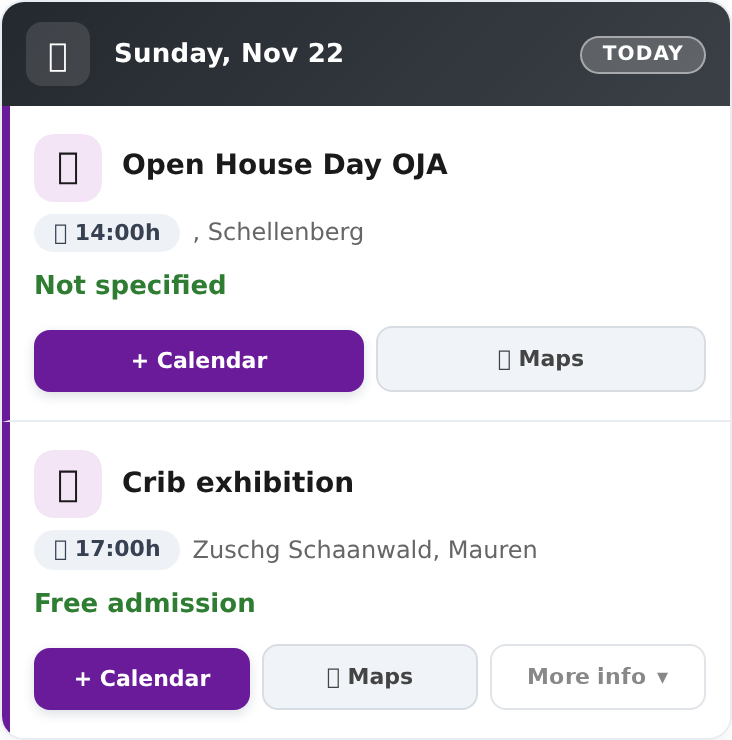 Sunday, Nov 22
TODAY
Open House Day OJA
14:00h , Schellenberg
Not specified
+ Calendar
Maps
Crib exhibition
17:00h Zuschg Schaanwald, Mauren
Free admission
+ Calendar
Maps
More info ▾